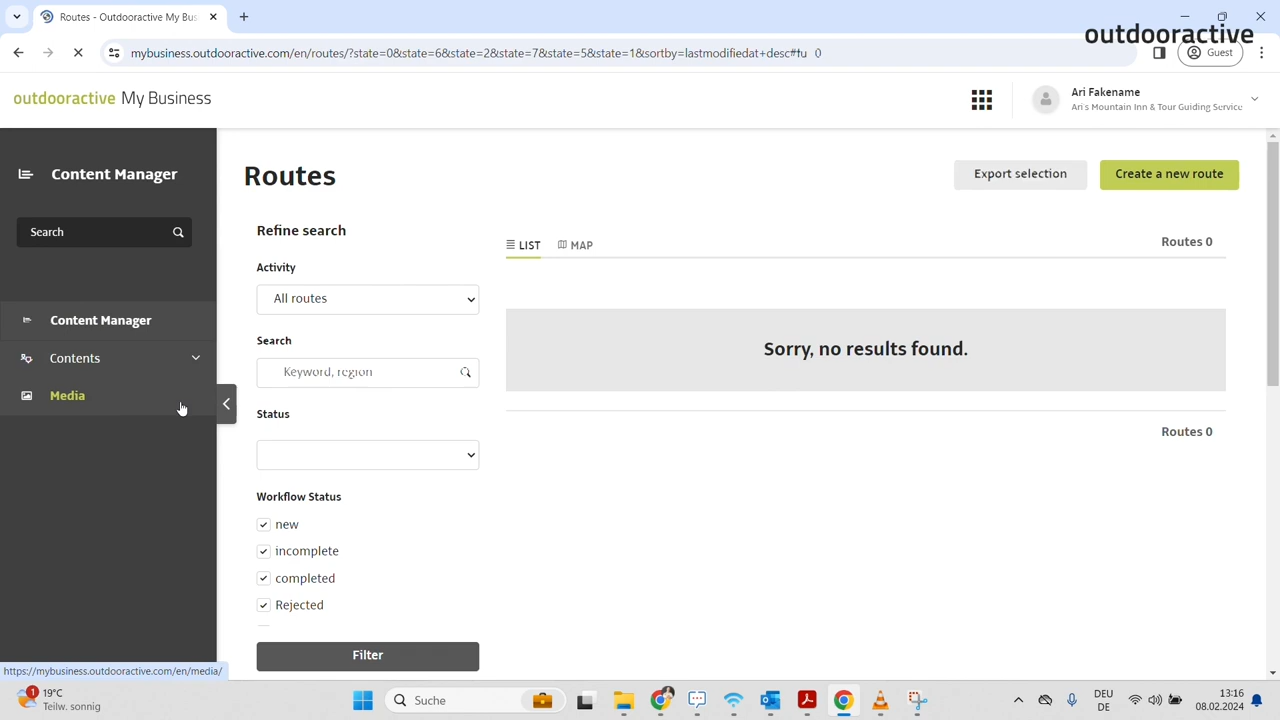 Routes - Outdooractive My Bus
outdooractive
mybusiness.outdooractive.com/en/routes/?state=0&state=6&state=2&state=7&state=5&state=1&sortby=lastmodifiedat+desc#tu 0
Guest
outdooractive My Business
Ari Fakename
Ari's Mountain Inn & Tour Guiding Service
Content Manager
Routes
Export selection
Create a new route
Search
Refine search
LIST
MAP
Routes 0
Activity
All routes
Content Manager
Search
Sorry, no results found.
Contents
Keyword, region
Media
Status
Routes 0
Workflow Status
new
incomplete
completed
Rejected
Filter
https://mybusiness.outdooractive.com/en/media/
1
19°C
Teilw. sonnig
Suche
DEU
DE
13:16
08.02.2024